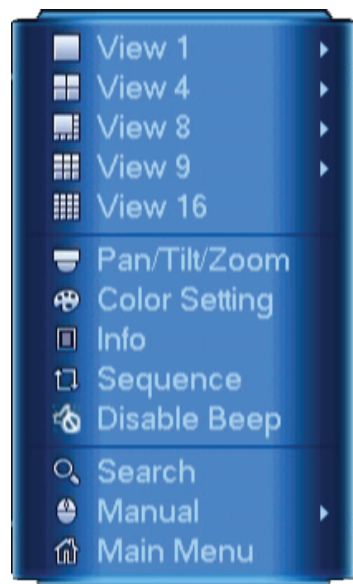 View 1
View 4
View 8
View 9
View 16
Pan/Tilt/Zoom
Color Setting
Info
Sequence
Disable Beep
Search
Manual
Main Menu